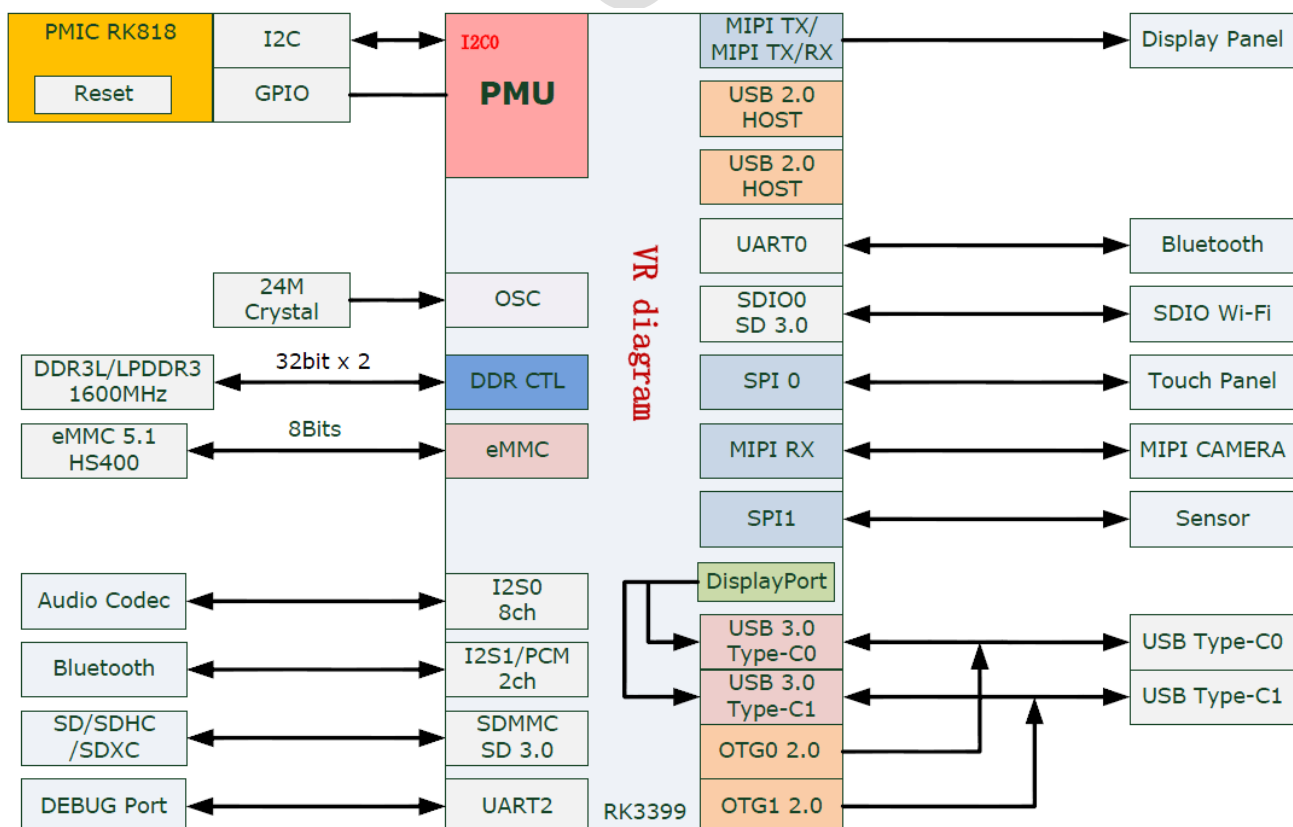 PMIC RK818
Reset
I2C
GPIO
I2C0
PMU
24M
Crystal
OSC
DDR3L/LPDDR3
1600MHz
32bit x 2
DDR CTL
eMMC 5.1
HS400
8Bits
eMMC
Audio Codec
I2S0
8ch
Bluetooth
I2S1/PCM
2ch
SD/SDHC
/SDXC
SDMMC
SD 3.0
DEBUG Port
UART2
VR diagram
RK3399
MIPI TX/
MIPI TX/RX
Display Panel
USB 2.0
HOST
USB 2.0
HOST
UART0
Bluetooth
SDIO0
SD 3.0
SDIO Wi-Fi
SPI 0
Touch Panel
MIPI RX
MIPI CAMERA
SPI1
Sensor
DisplayPort
USB 3.0
Type-C0
USB Type-C0
USB 3.0
Type-C1
USB Type-C1
OTG0 2.0
OTG1 2.0